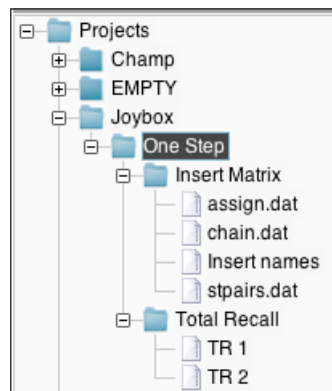 Projects
Champ
EMPTY
Joybox
One Step
Insert Matrix
assign.dat
chain.dat
Insert names
stpairs.dat
Total Recall
TR 1
TR 2